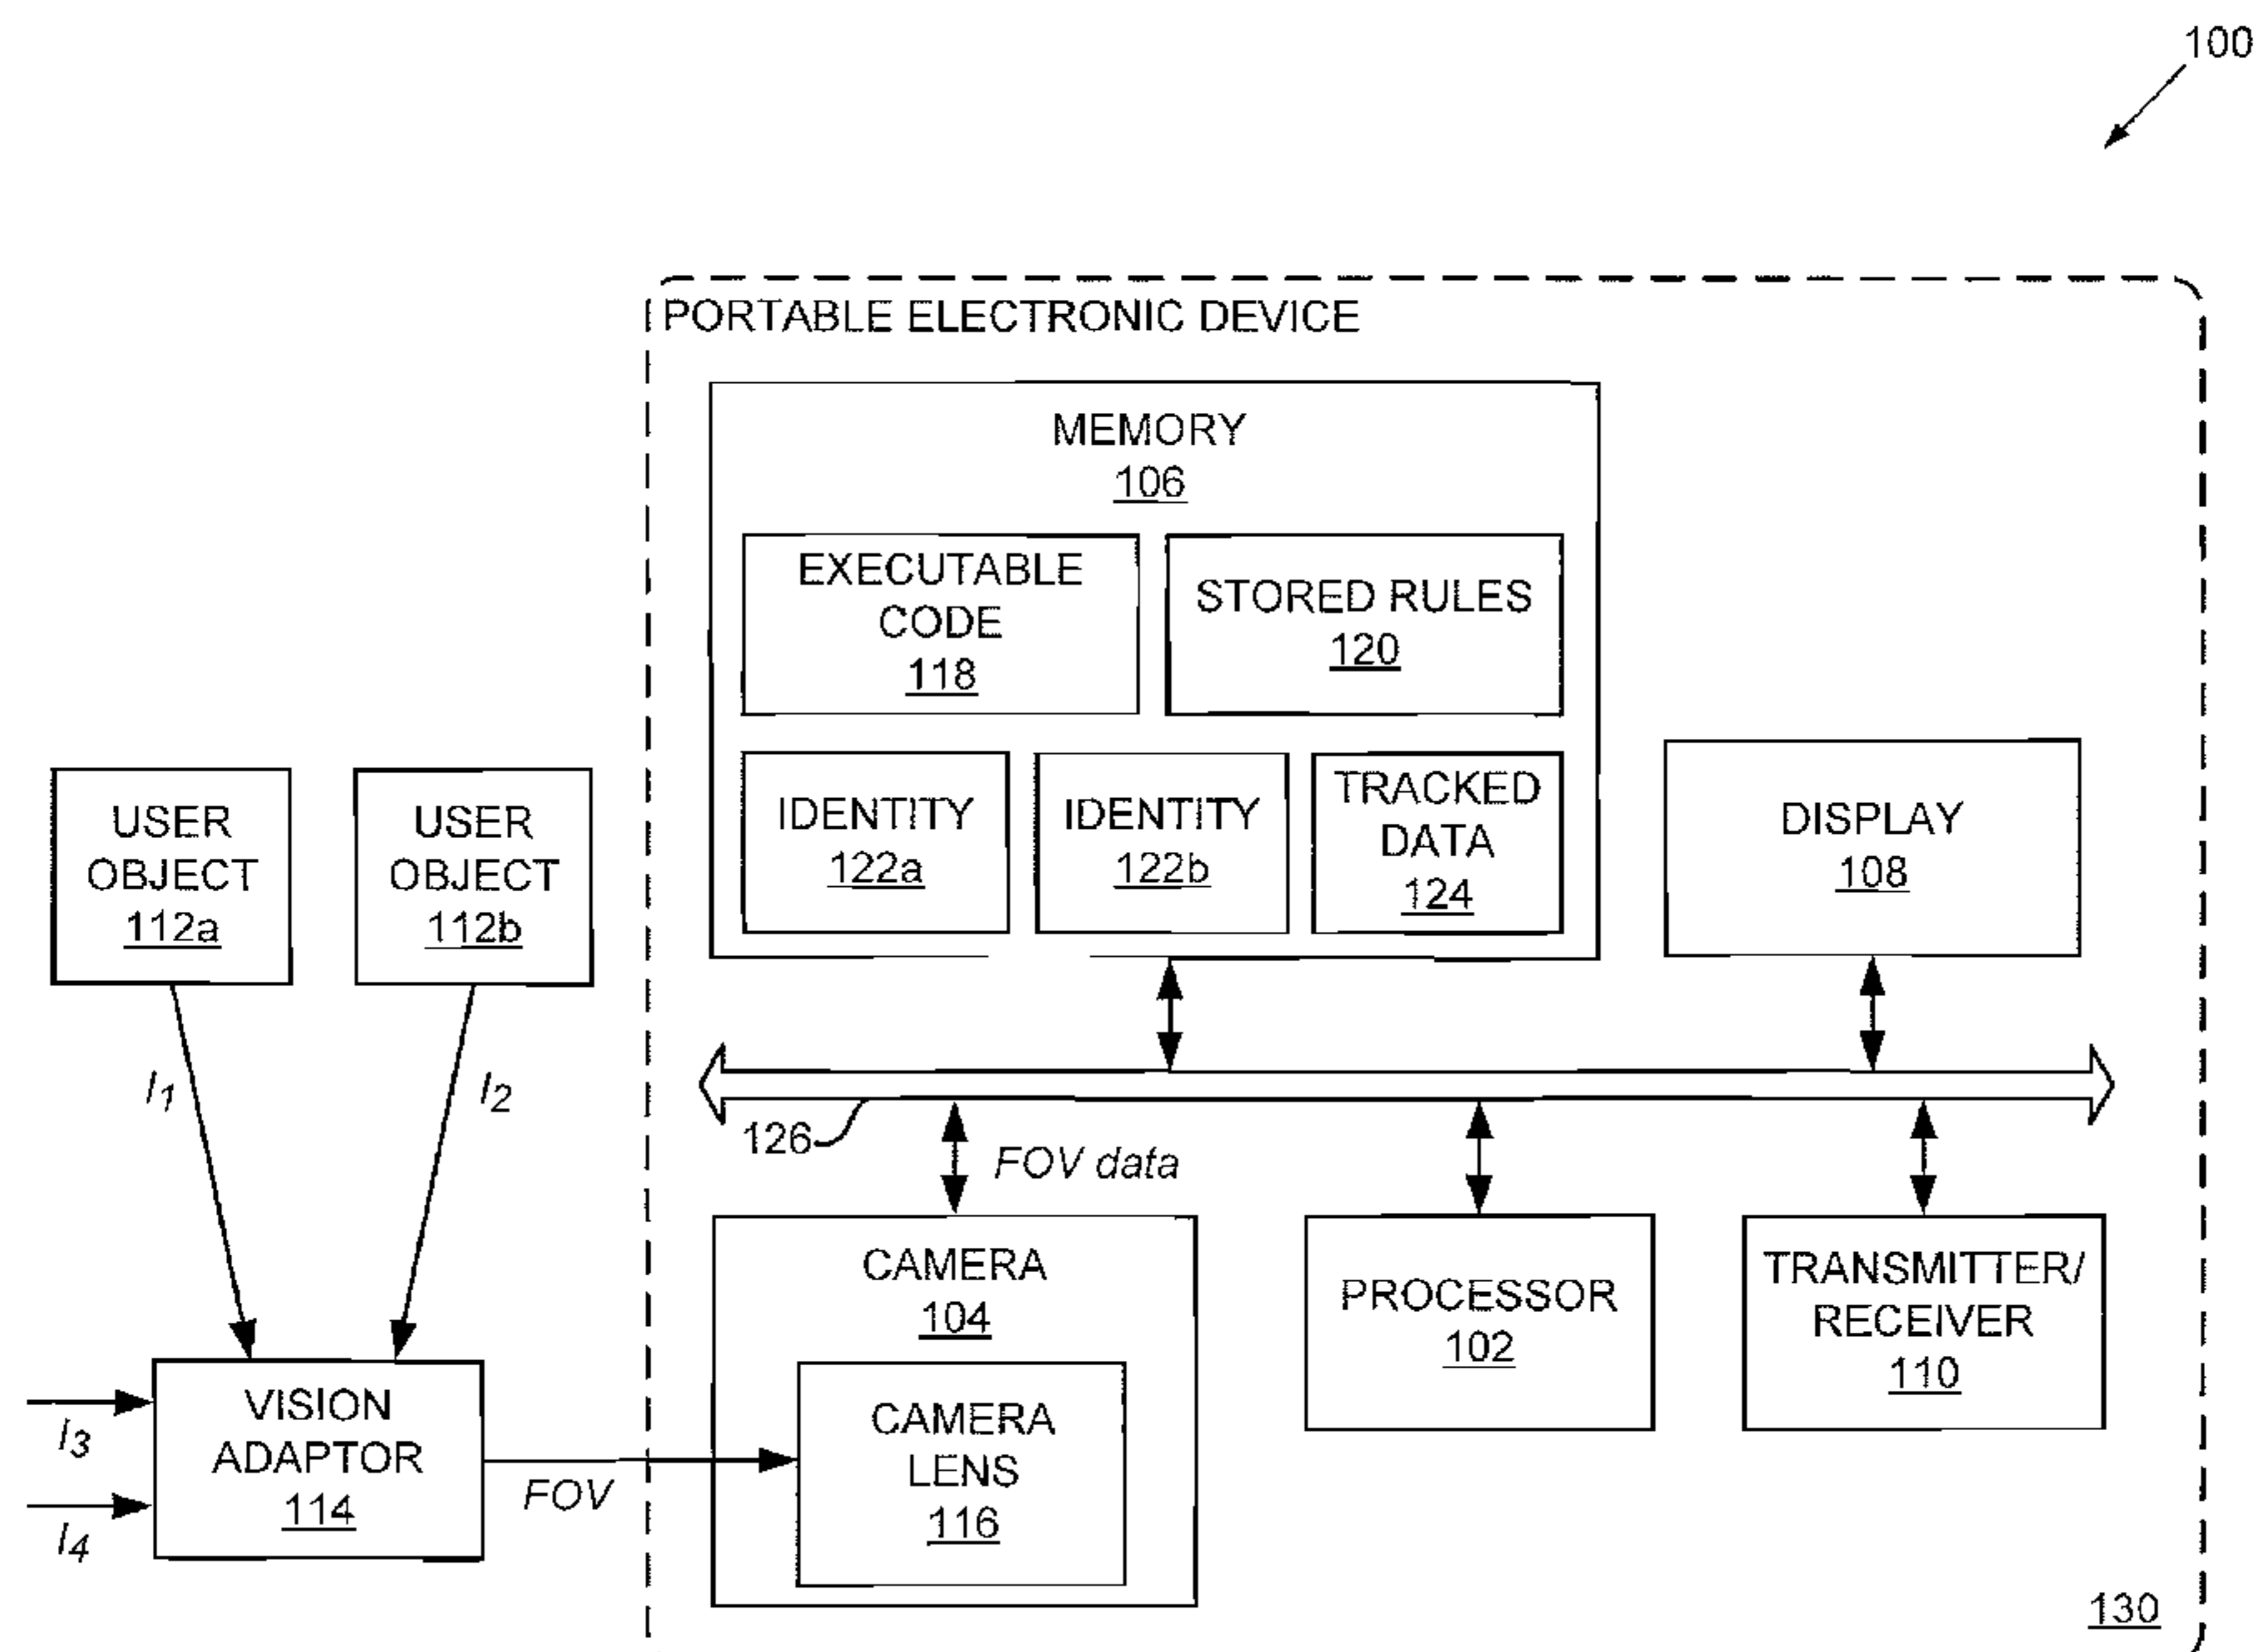 100
PORTABLE ELECTRONIC DEVICE
MEMORY
106
EXECUTABLE
CODE
118
STORED RULES
120
IDENTITY
122a
IDENTITY
122b
TRACKED
DATA
124
DISPLAY
108
USER
OBJECT
112a
USER
OBJECT
112b
I1
I2
126
FOV data
CAMERA
104
CAMERA
LENS
116
PROCESSOR
102
TRANSMITTER/
RECEIVER
110
VISION
ADAPTOR
114
I3
I4
FOV
130